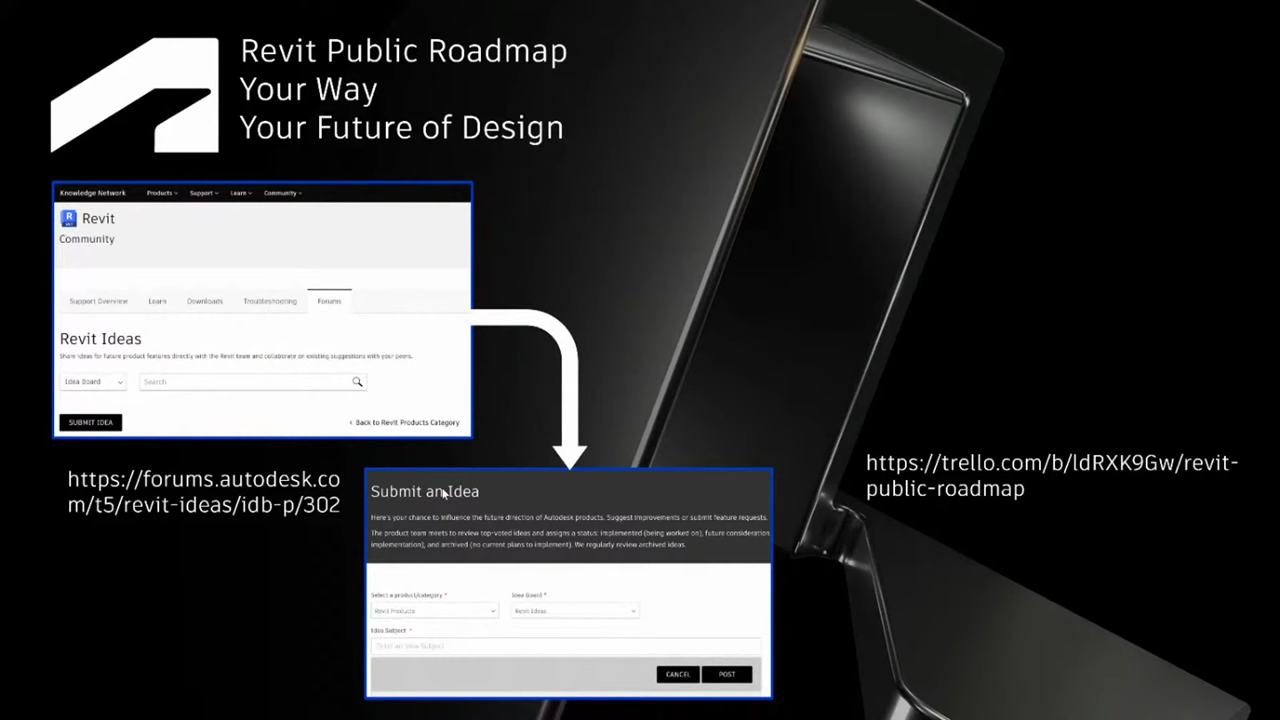 Revit Public Roadmap
Your Way
Your Future of Design
Knowledge Network Products Support Learn Community
R
Revit
Community
Support Overview Learn Downloads Troubleshooting Forums
Revit Ideas
Share ideas for future product features directly with the Revit team and collaborate on existing suggestions with your peers.
Idea Board Search
SUBMIT IDEA < Back to Revit Products Category
https://forums.autodesk.co
m/t5/revit-ideas/idb-p/302
https://trello.com/b/ldRXK9Gw/revit-
public-roadmap
Submit an Idea
Here's your chance to influence the future direction of Autodesk products. Suggest improvements or submit feature requests.
The product team meets to review top-voted ideas and assigns a status: implemented (being worked on), future consideration
implementation), and archived (no current plans to implement). We regularly review archived ideas.
Select a product/category * Idea Board *
Revit Products Revit Ideas
Idea Subject *
Enter an Idea Subject
CANCEL POST